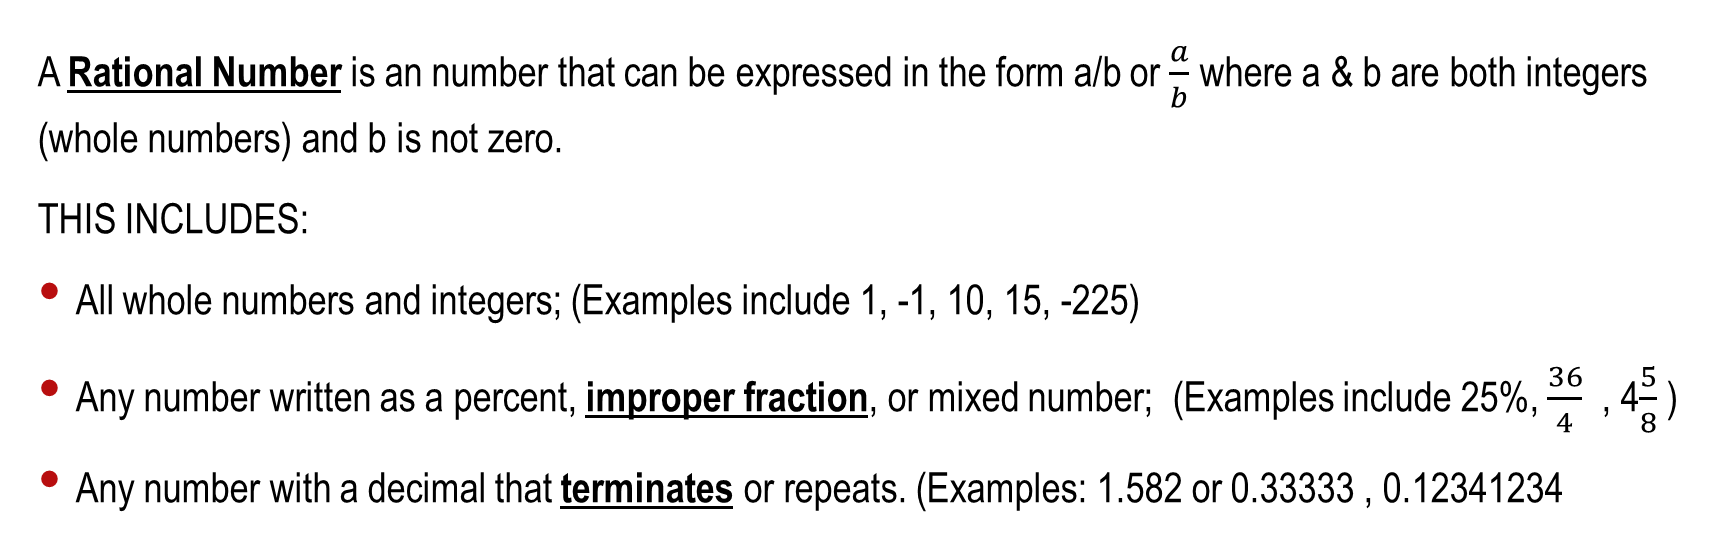 A Rational Number is an number that can be expressed in the form a/b or a/b where a & b are both integers
(whole numbers) and b is not zero.
THIS INCLUDES:
• All whole numbers and integers; (Examples include 1, -1, 10, 15, -225)
• Any number written as a percent, improper fraction, or mixed number; (Examples include 25%, 36/4 , 4 5/8 )
• Any number with a decimal that terminates or repeats. (Examples: 1.582 or 0.33333 , 0.12341234